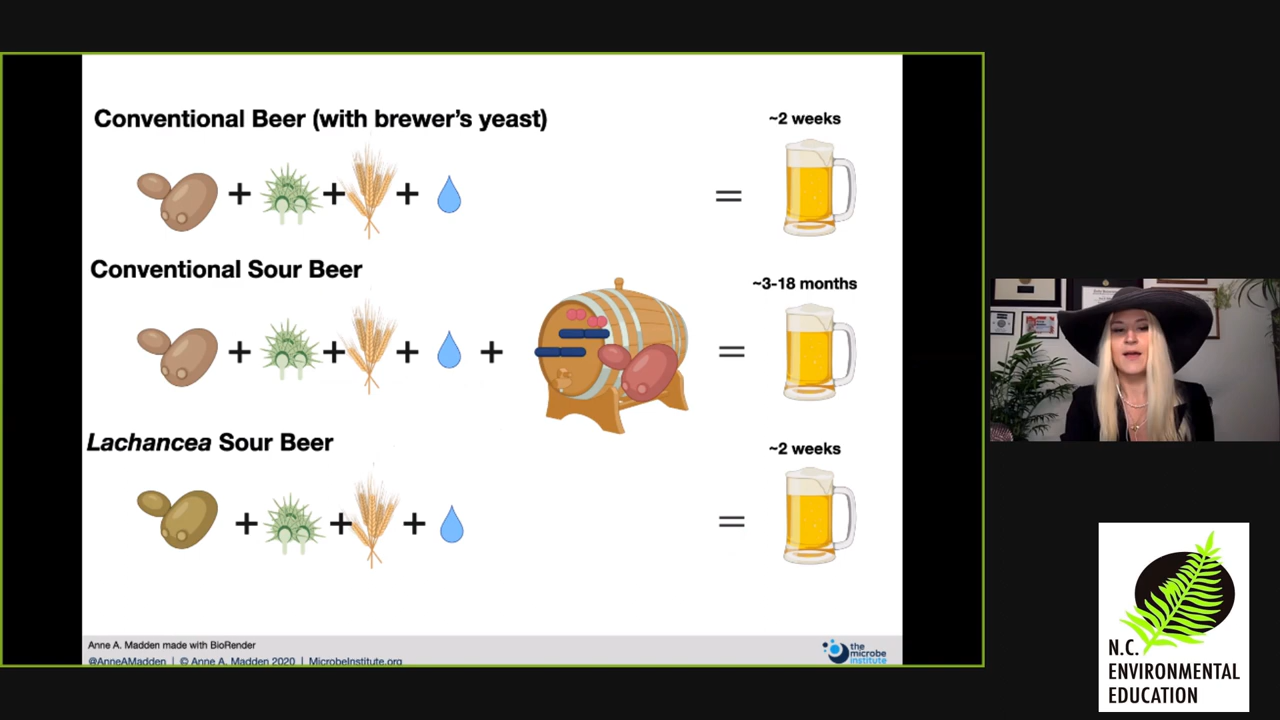 Conventional Beer (with brewer's yeast)
~2 weeks
+ + + =
Conventional Sour Beer
~3-18 months
+ + + + =
Lachancea Sour Beer
~2 weeks
+ + + =
Anne A. Madden made with BioRender
@AnneAMadden | © Anne A. Madden 2020 | MicrobeInstitute.org
the
microbe
institute
N.C.
ENVIRONMENTAL
EDUCATION